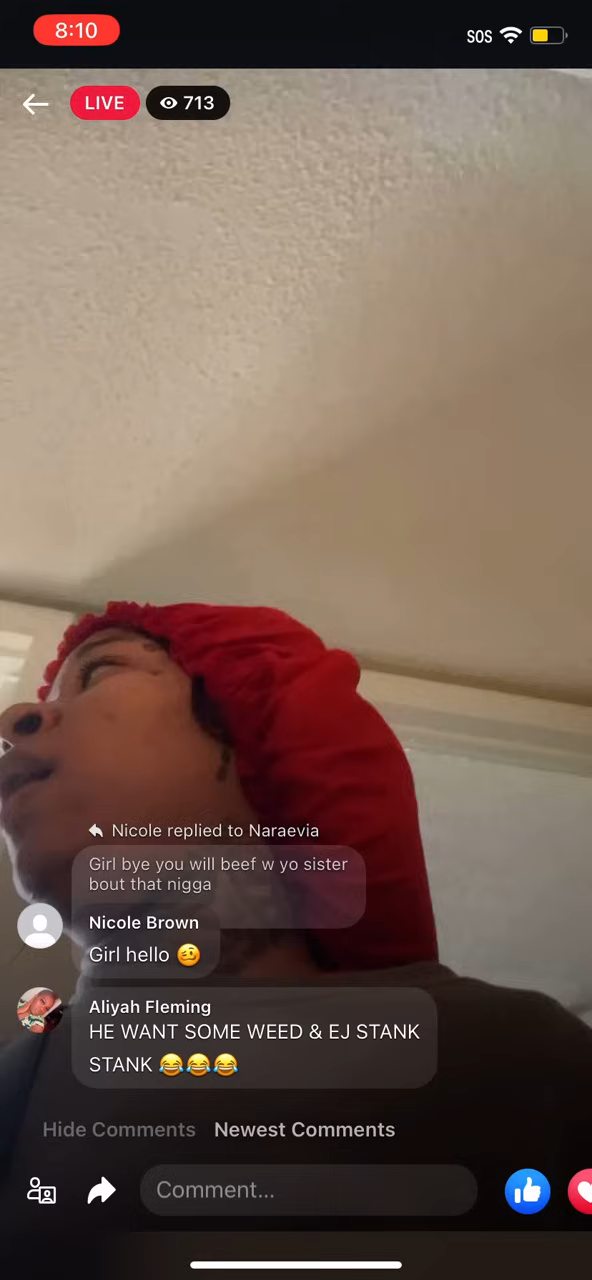 8:10
SOS
LIVE
713
Nicole replied to Naraevia
Girl bye you will beef w yo sister
bout that nigga
Nicole Brown
Girl hello 🥴
Aliyah Fleming
HE WANT SOME WEED & EJ STANK
STANK 😂😂😂
Hide Comments
Newest Comments
Comment...